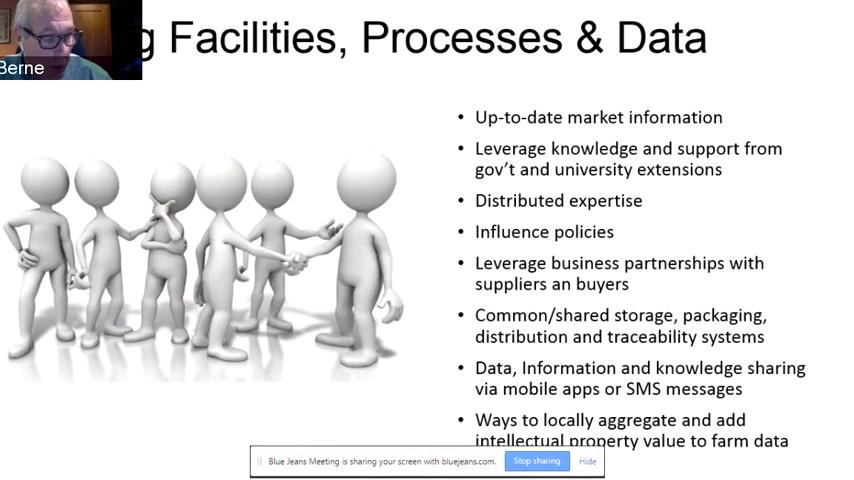 g Facilities, Processes & Data
Berne
• Up-to-date market information
• Leverage knowledge and support from
gov’t and university extensions
• Distributed expertise
• Influence policies
• Leverage business partnerships with
suppliers an buyers
• Common/shared storage, packaging,
distribution and traceability systems
• Data, Information and knowledge sharing
via mobile apps or SMS messages
• Ways to locally aggregate and add
intellectual property value to farm data
Blue Jeans Meeting is sharing your screen with bluejeans.com. Stop sharing Hide